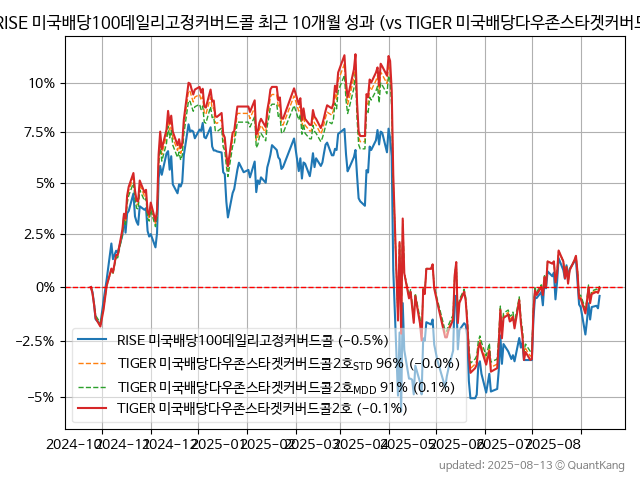 RISE 미국배당100데일리고정커버드콜 최근 10개월 성과 (vs TIGER 미국배당다우존스타겟커버드
10%
7.5%
5%
2.5%
0%
−2.5%
−5%
RISE 미국배당100데일리고정커버드콜 (−0.5%)
TIGER 미국배당다우존스타겟커버드콜2호STD 96% (−0.0%)
TIGER 미국배당다우존스타겟커버드콜2호MDD 91% (0.1%)
TIGER 미국배당다우존스타겟커버드콜2호 (−0.1%)
2024-10 2024-11 2024-12 2025-01 2025-02 2025-03 2025-04 2025-05 2025-06 2025-07 2025-08
updated: 2025-08-13 © QuantKang